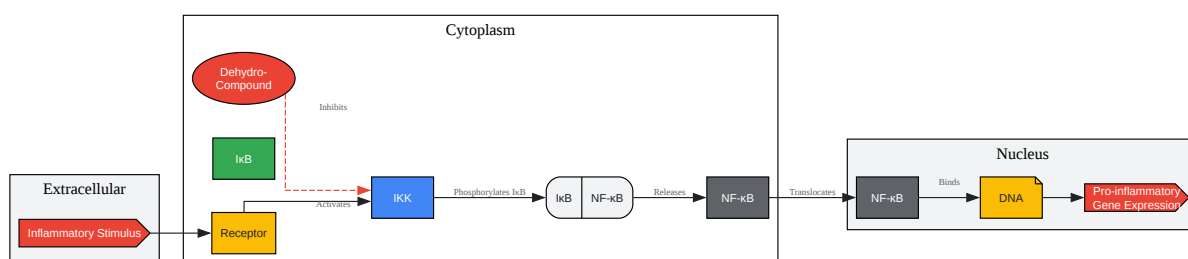 Cytoplasm
Dehydro-
Compound
Inhibits
IκB
Extracellular
Inflammatory Stimulus
Receptor
Activates
IKK
Phosphorylates IκB
IκB
NF-κB
Releases
NF-κB
Translocates
Nucleus
NF-κB
Binds
DNA
Pro-inflammatory
Gene Expression